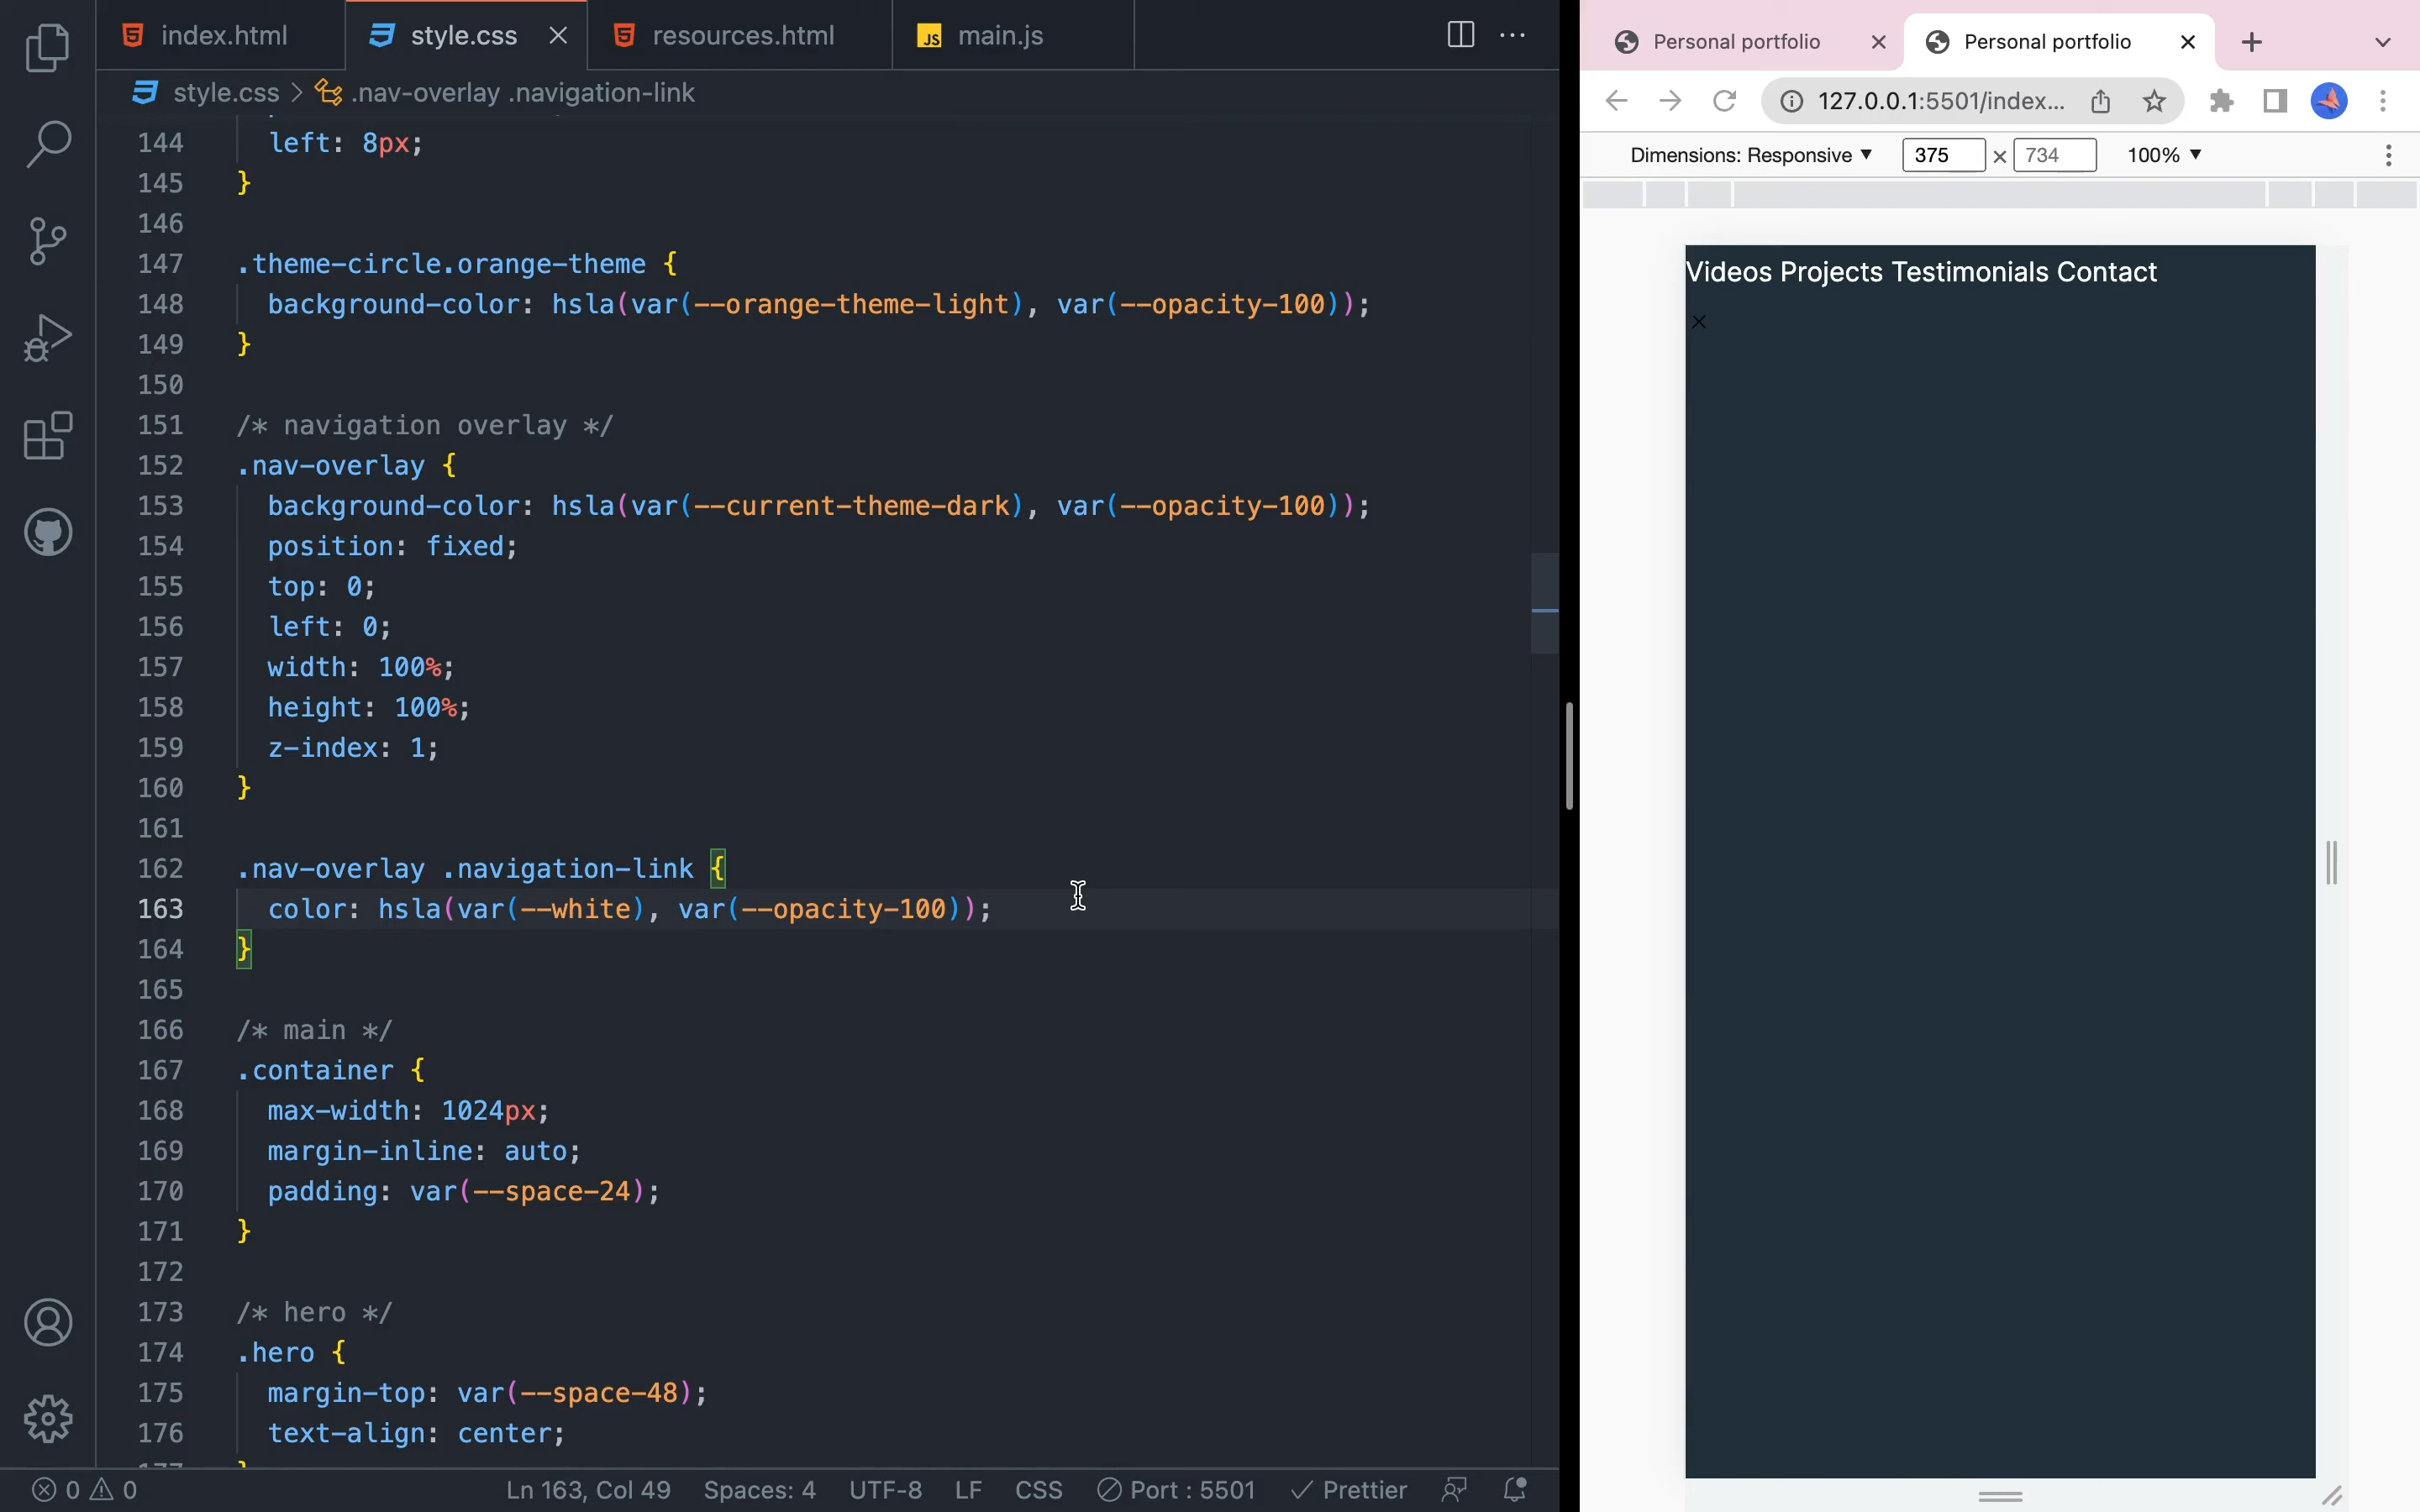 index.html
style.css
resources.html
JS main.js
style.css > .nav-overlay .navigation-link
144 left: 8px;
145 }
146
147 .theme-circle.orange-theme {
148 background-color: hsla(var(--orange-theme-light), var(--opacity-100));
149 }
150
151 /* navigation overlay */
152 .nav-overlay {
153 background-color: hsla(var(--current-theme-dark), var(--opacity-100));
154 position: fixed;
155 top: 0;
156 left: 0;
157 width: 100%;
158 height: 100%;
159 z-index: 1;
160 }
161
162 .nav-overlay .navigation-link {
163 color: hsla(var(--white), var(--opacity-100));
164 }
165
166 /* main */
167 .container {
168 max-width: 1024px;
169 margin-inline: auto;
170 padding: var(--space-24);
171 }
172
173 /* hero */
174 .hero {
175 margin-top: var(--space-48);
176 text-align: center;
177 }
0 0 Ln 163, Col 49 Spaces: 4 UTF-8 LF CSS Port : 5501 Prettier
Personal portfolio
Personal portfolio
127.0.0.1:5501/index...
Dimensions: Responsive 375 × 734 100%
Videos Projects Testimonials Contact